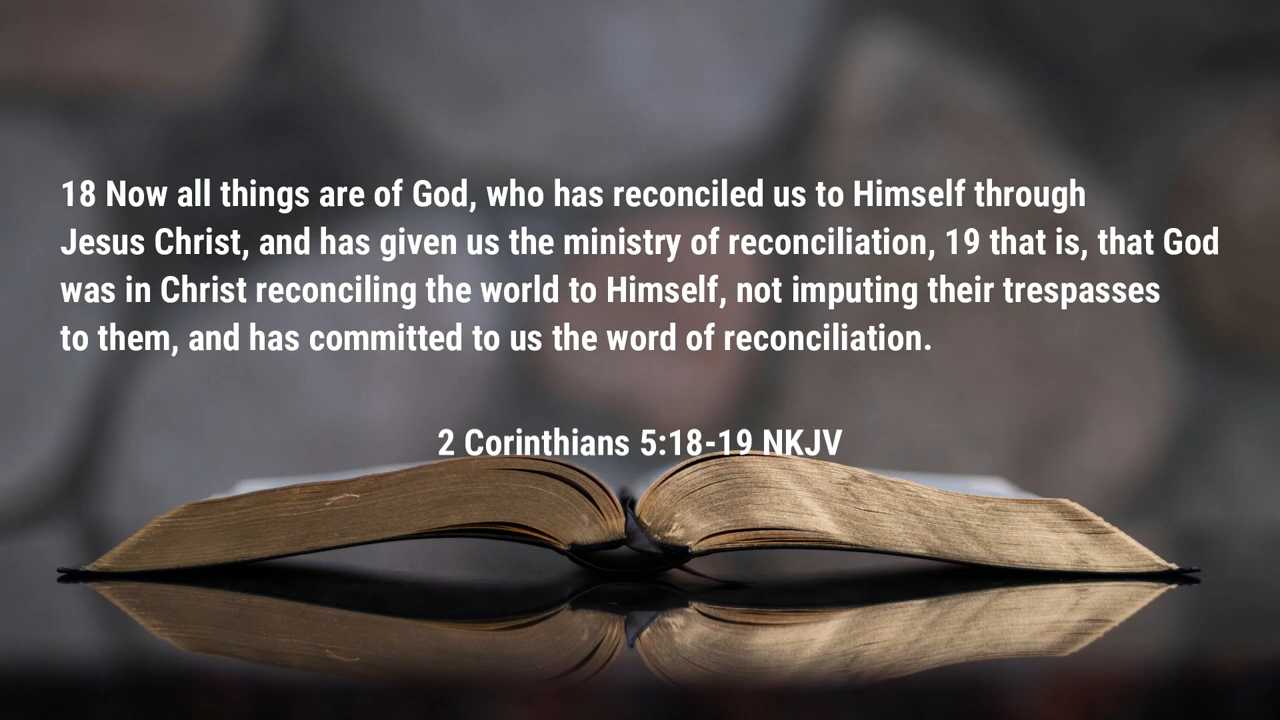 18 Now all things are of God, who has reconciled us to Himself through
Jesus Christ, and has given us the ministry of reconciliation, 19 that is, that God
was in Christ reconciling the world to Himself, not imputing their trespasses
to them, and has committed to us the word of reconciliation.
2 Corinthians 5:18-19 NKJV